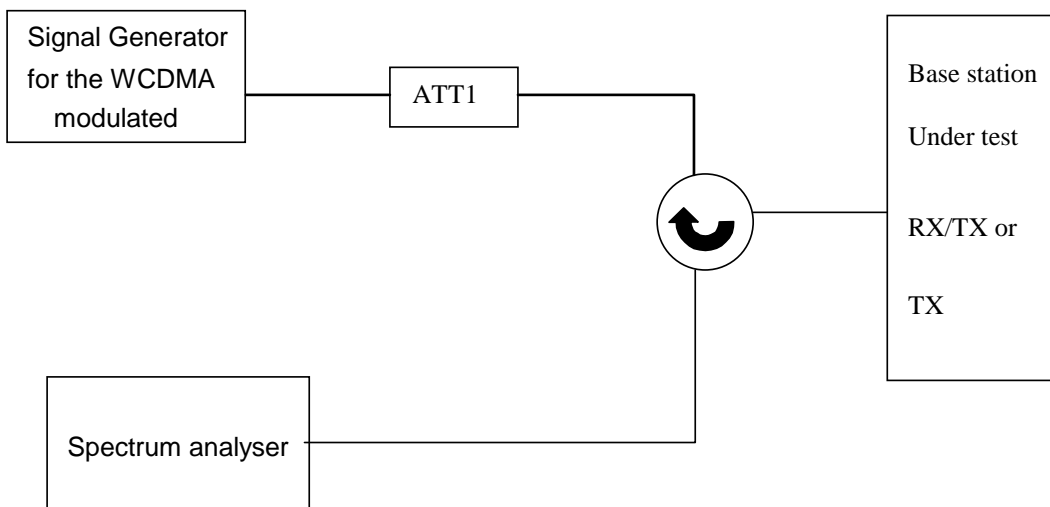 Signal Generator
for the WCDMA
modulated
ATT1
Base station
Under test
RX/TX or
TX
Spectrum analyser